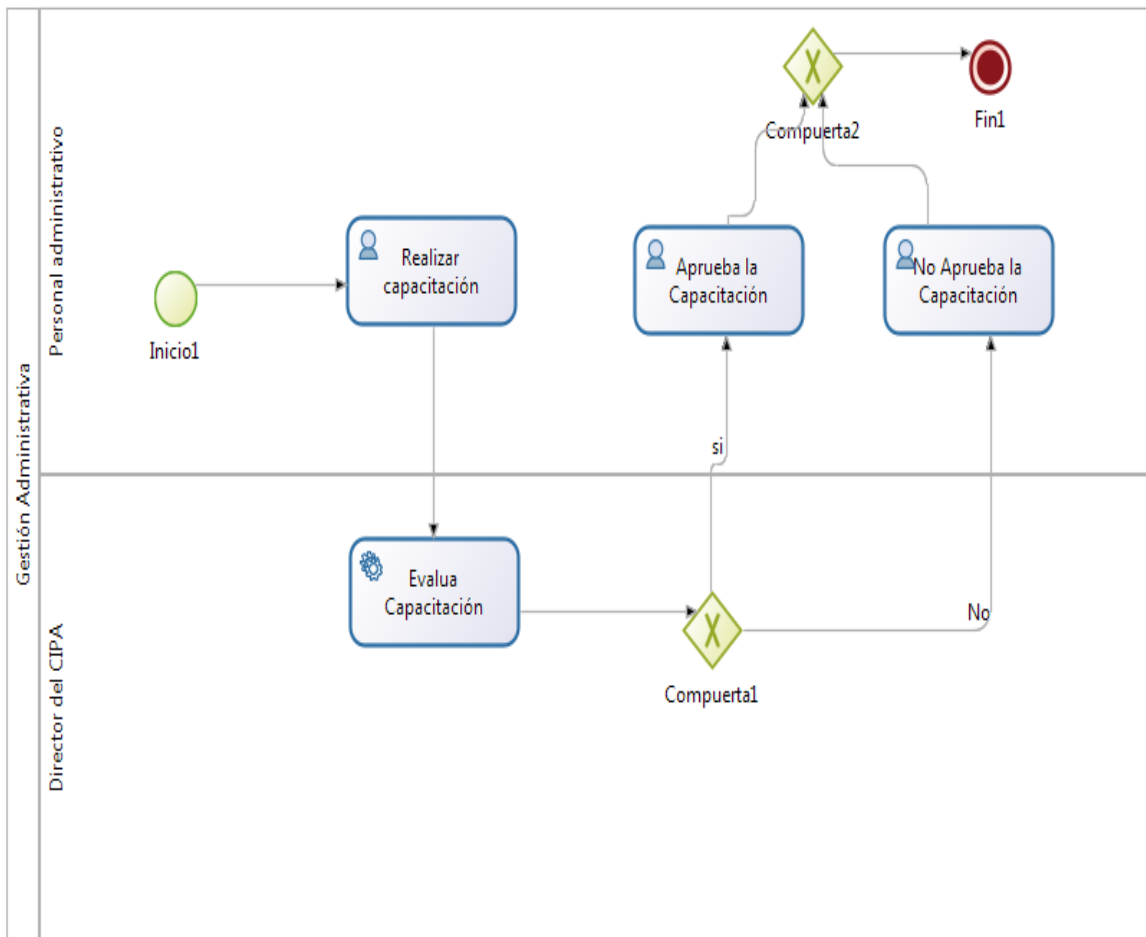 Gestión Administrativa
Personal administrativo
Inicio1
Realizar
capacitación
Aprueba la
Capacitación
No Aprueba la
Capacitación
Compuerta2
Fin1
Director del CIPA
Evalua
Capacitación
Compuerta1
si
No